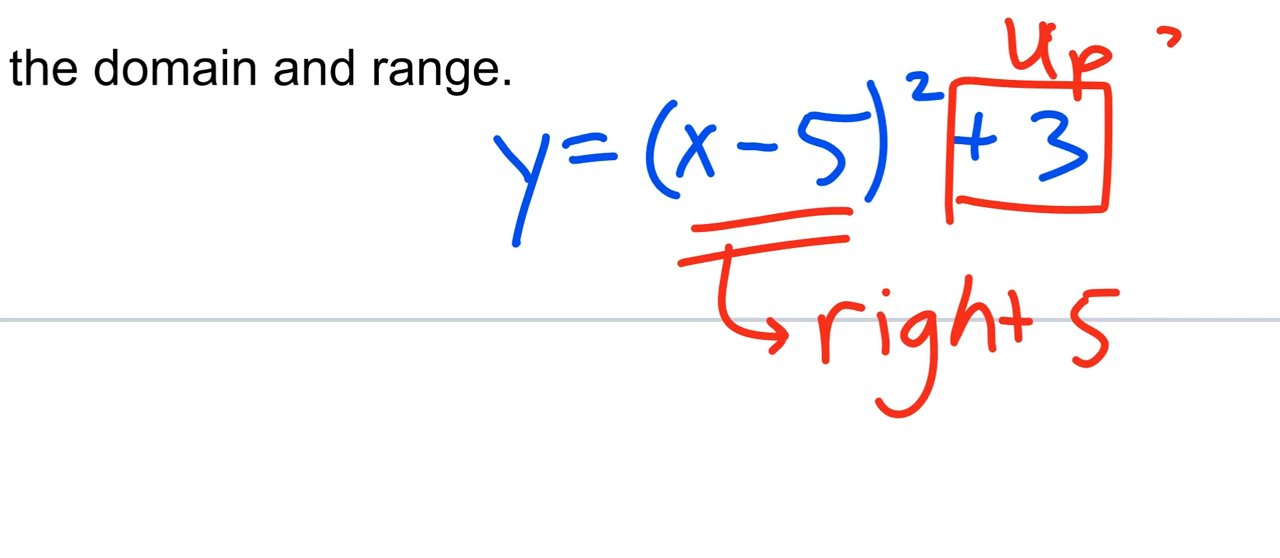 the domain and range.
up
y = (x - 5)² + 3
right 5